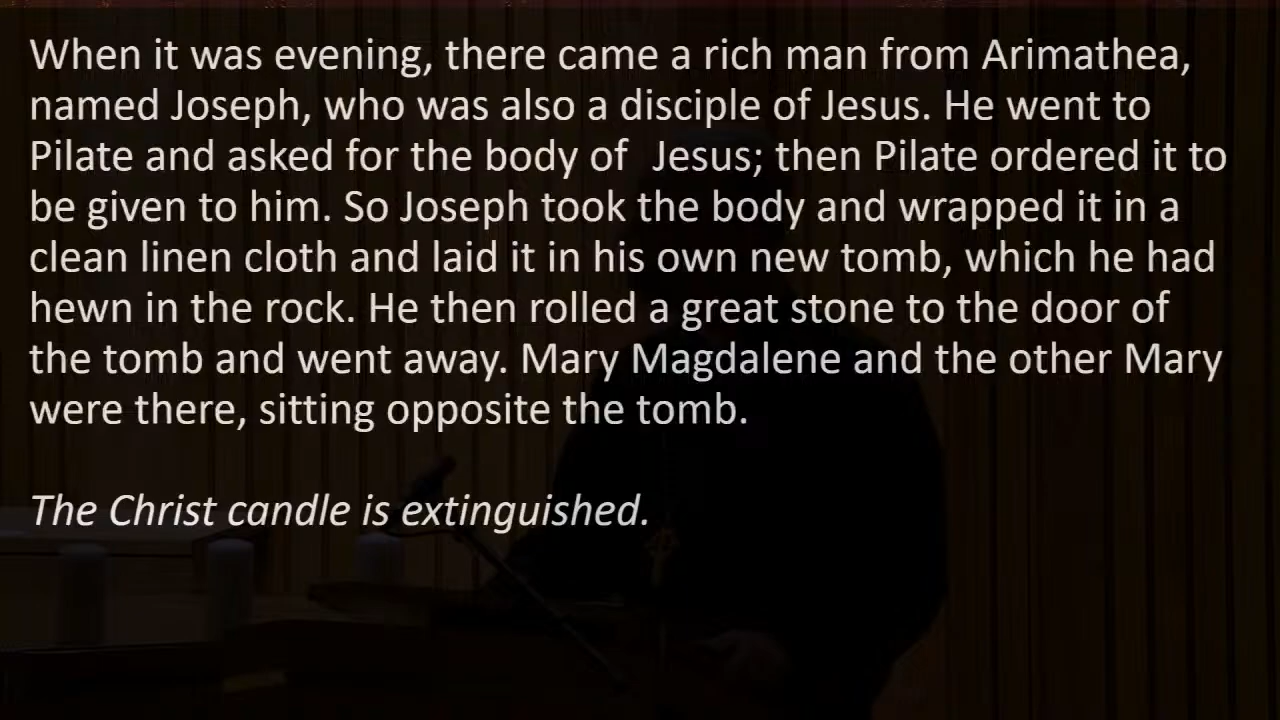 When it was evening, there came a rich man from Arimathea,
named Joseph, who was also a disciple of Jesus. He went to
Pilate and asked for the body of  Jesus; then Pilate ordered it to
be given to him. So Joseph took the body and wrapped it in a
clean linen cloth and laid it in his own new tomb, which he had
hewn in the rock. He then rolled a great stone to the door of
the tomb and went away. Mary Magdalene and the other Mary
were there, sitting opposite the tomb.
The Christ candle is extinguished.